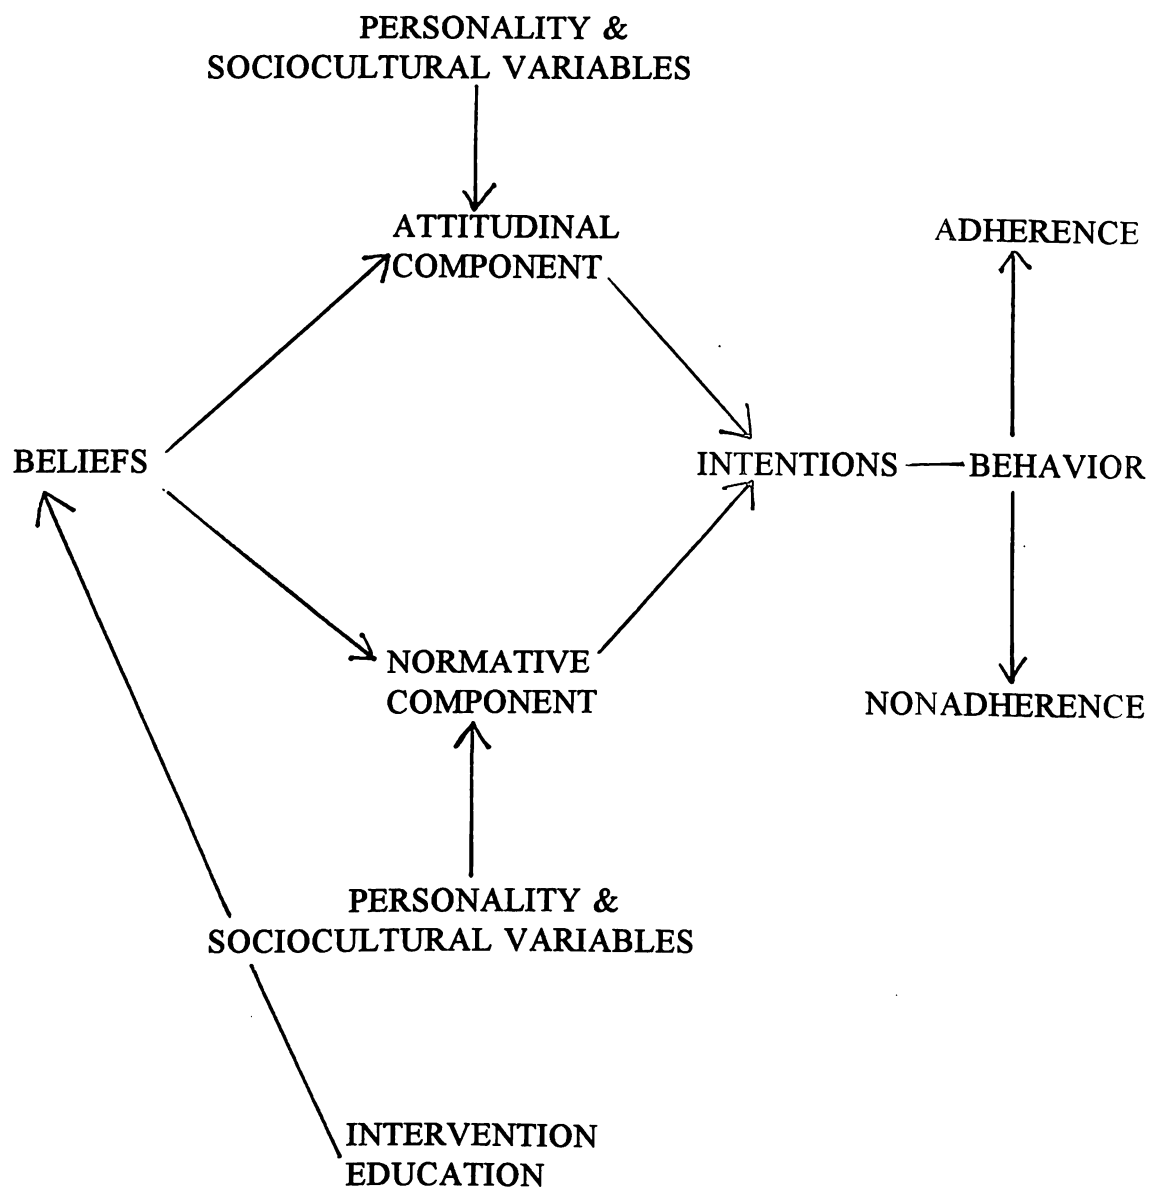 PERSONALITY &
SOCIOCULTURAL VARIABLES
ATTITUDINAL
COMPONENT
ADHERENCE
BELIEFS
INTENTIONS
BEHAVIOR
NORMATIVE
COMPONENT
NONADHERENCE
PERSONALITY &
SOCIOCULTURAL VARIABLES
INTERVENTION
EDUCATION